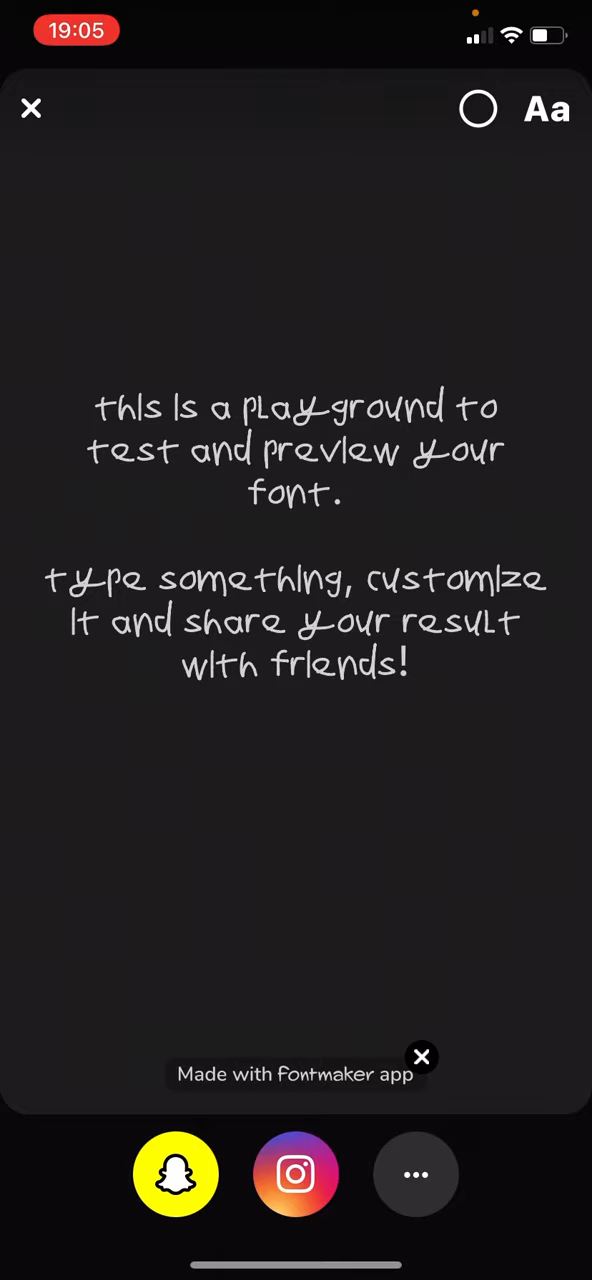 19:05
Aa
this is a playground to
test and preview your
font.
type something, customize
it and share your result
with friends!
Made with Fontmaker app